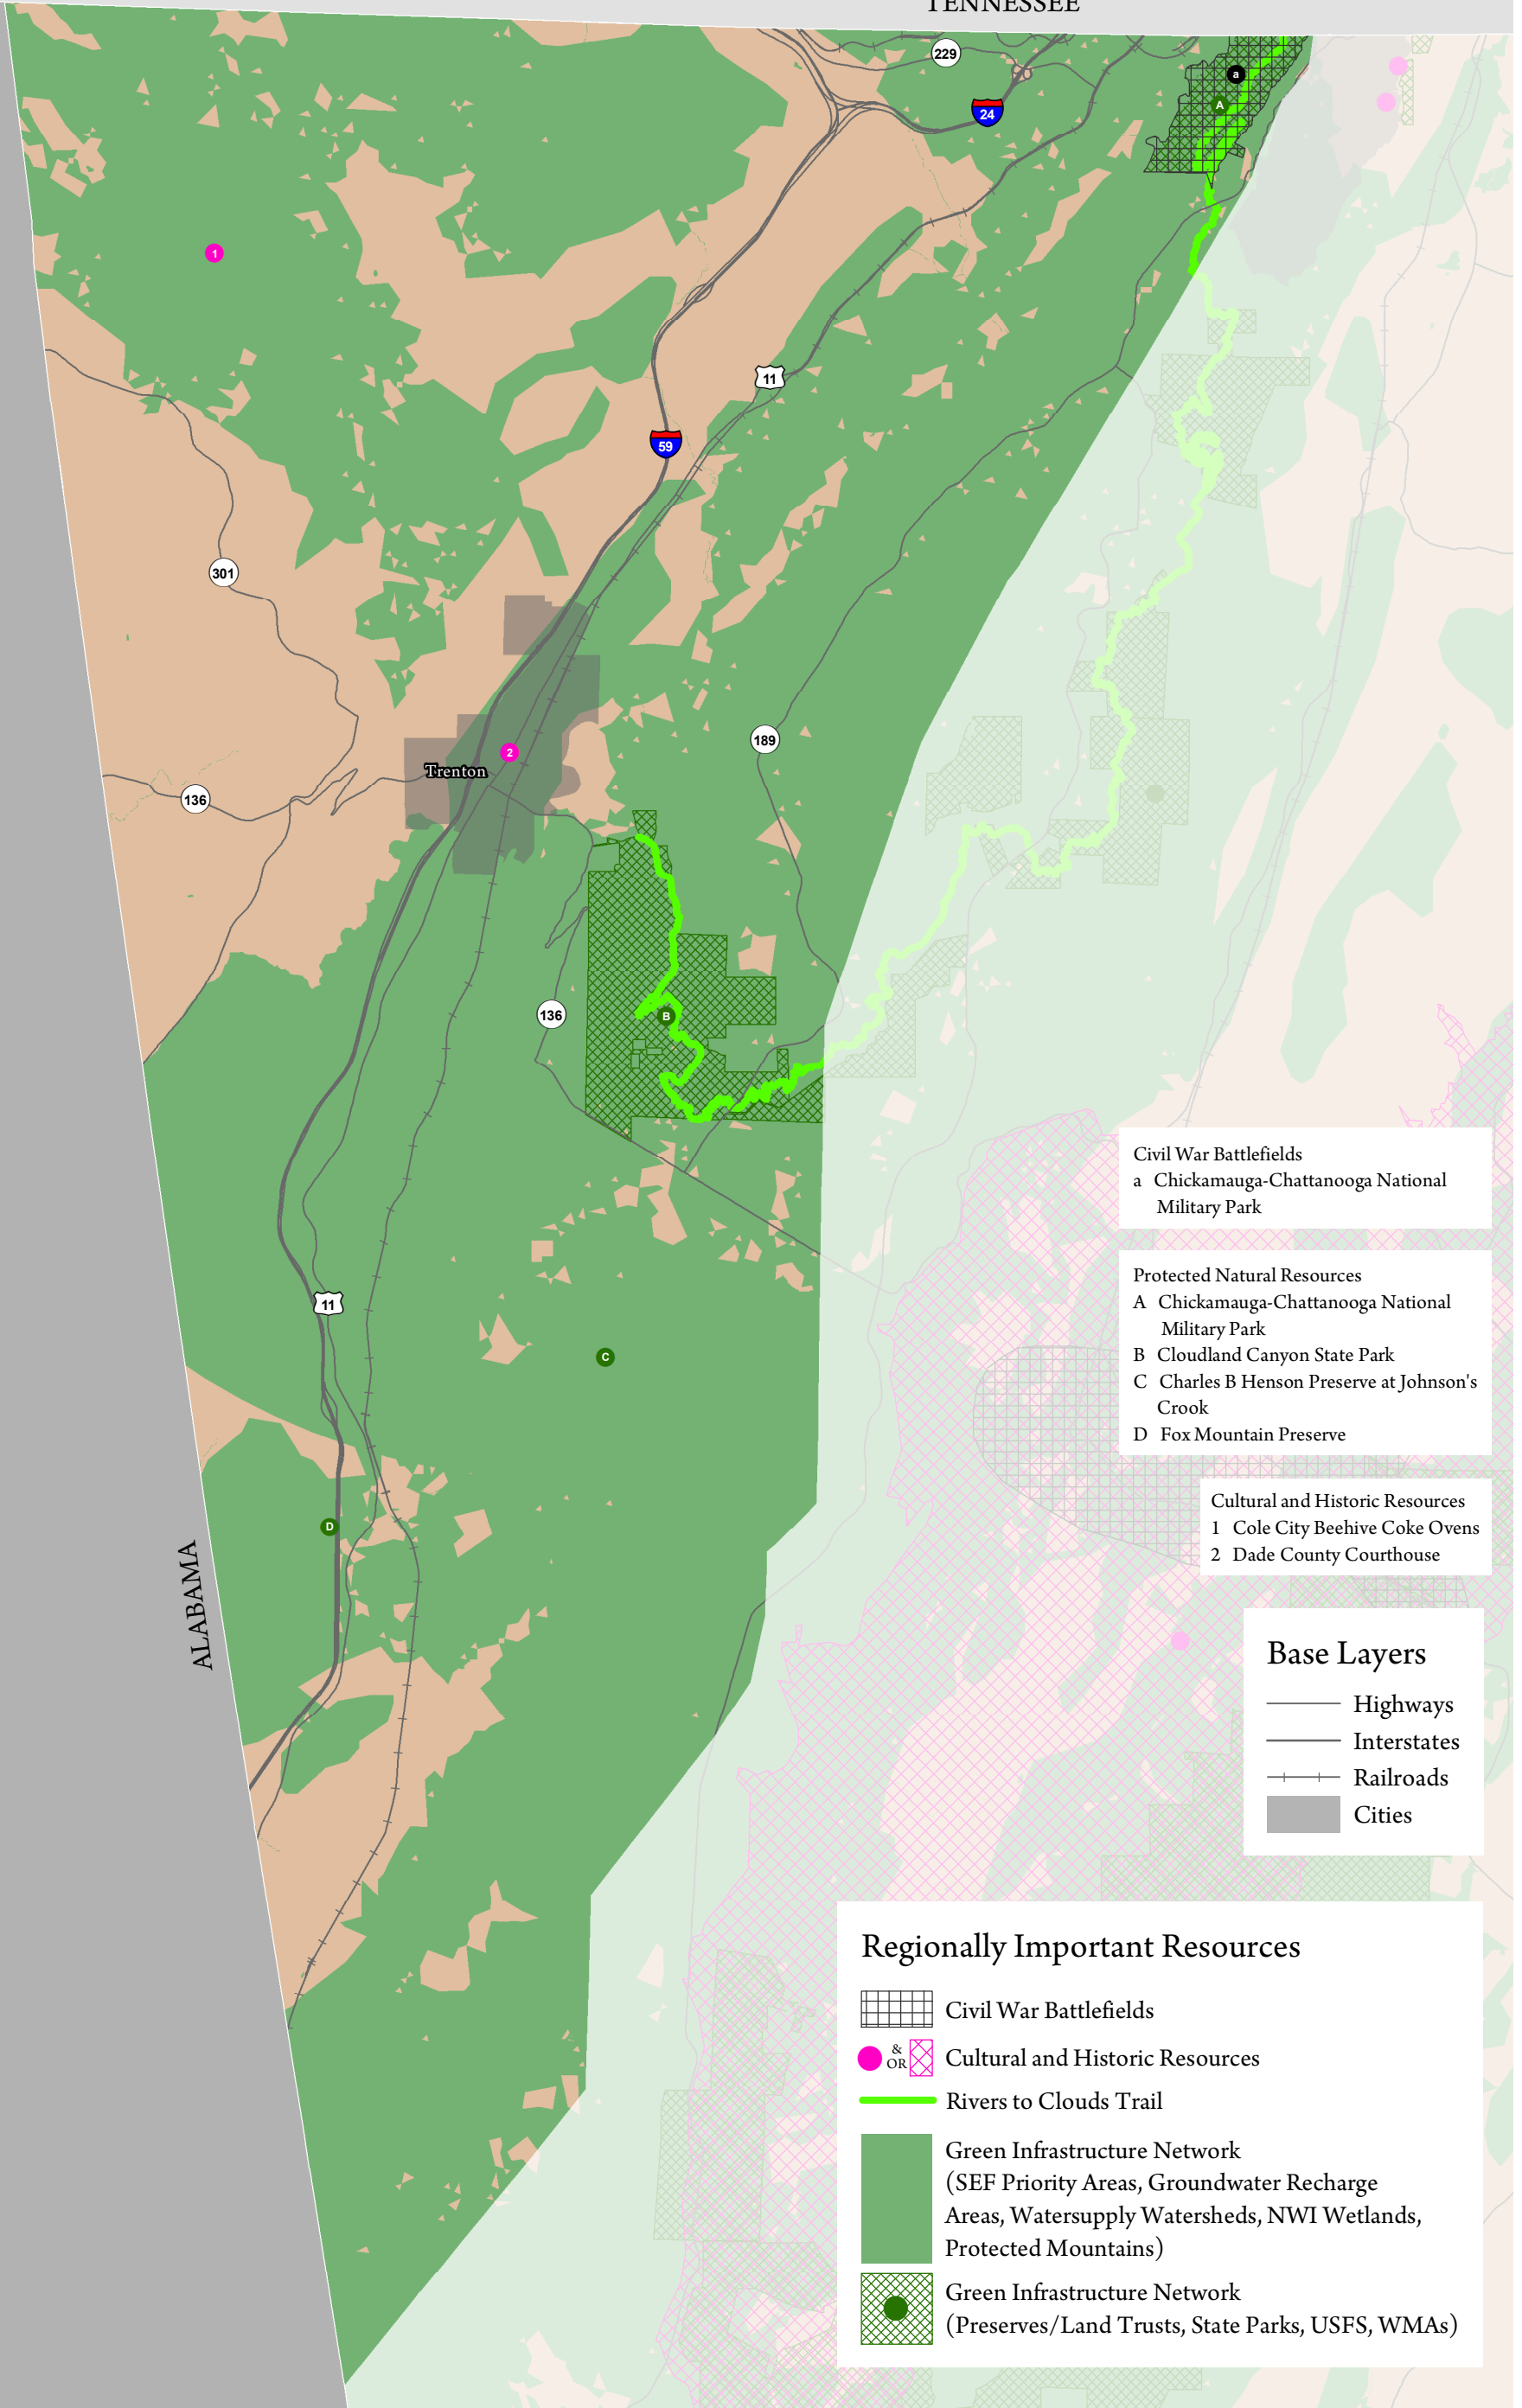 TENNESSEE
229
a
A
24
1
11
59
301
189
2
Trenton
136
B
136
11
C
D
ALABAMA
Civil War Battlefields
a Chickamauga-Chattanooga National
Military Park
Protected Natural Resources
A Chickamauga-Chattanooga National
Military Park
B Cloudland Canyon State Park
C Charles B Henson Preserve at Johnson's
Crook
D Fox Mountain Preserve
Cultural and Historic Resources
1 Cole City Beehive Coke Ovens
2 Dade County Courthouse
Base Layers
Highways
Interstates
Railroads
Cities
Regionally Important Resources
Civil War Battlefields
& OR Cultural and Historic Resources
Rivers to Clouds Trail
Green Infrastructure Network
(SEF Priority Areas, Groundwater Recharge
Areas, Watersupply Watersheds, NWI Wetlands,
Protected Mountains)
Green Infrastructure Network
(Preserves/Land Trusts, State Parks, USFS, WMAs)